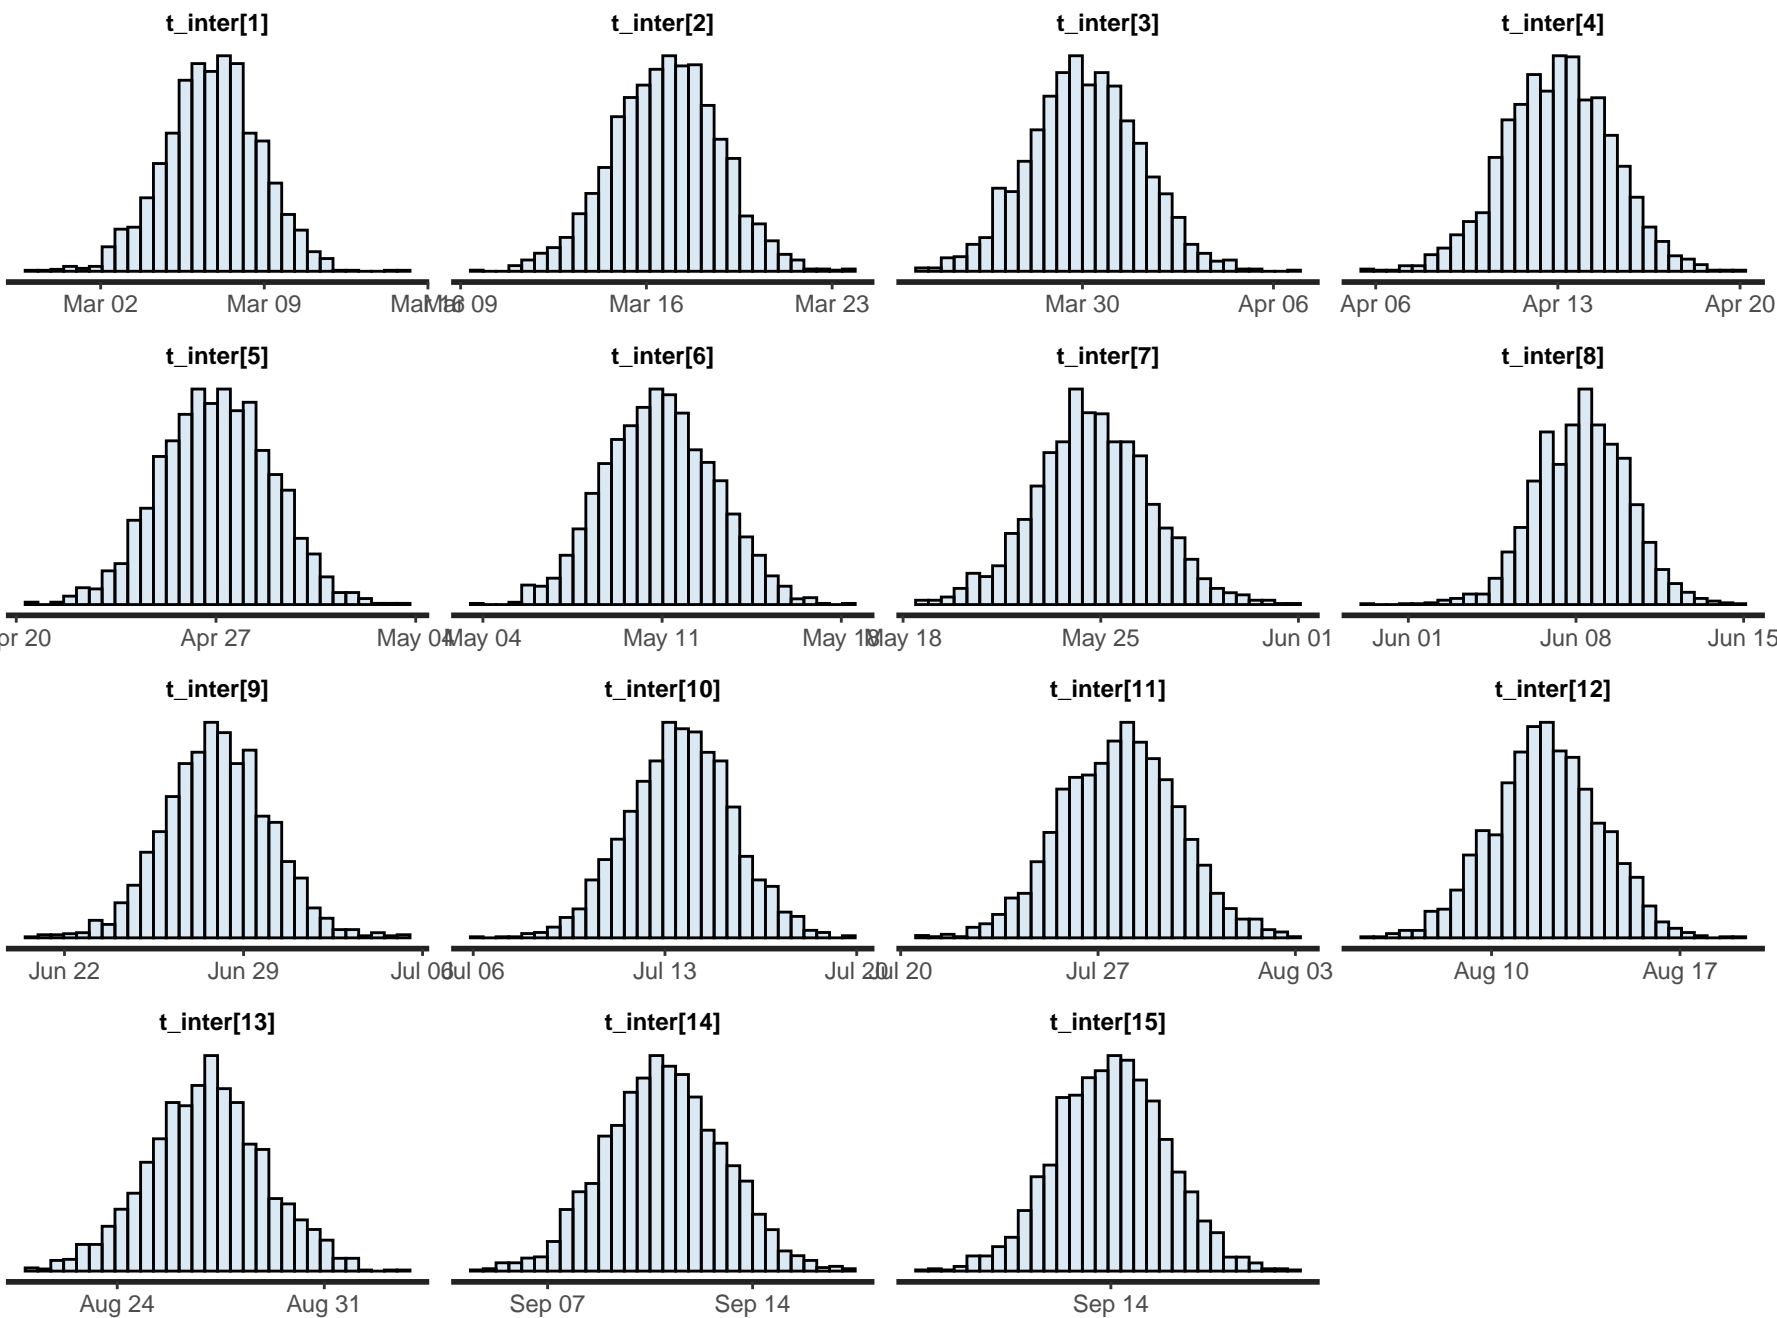 t_inter[1] t_inter[2] t_inter[3] t_inter[4]
Mar 02 Mar 09 Mar 16 Mar 09 Mar 16 Mar 23 Mar 30 Apr 06 Apr 06 Apr 13 Apr 20
t_inter[5] t_inter[6] t_inter[7] t_inter[8]
pr 20 Apr 27 May 04 May 04 May 11 May 18 May 18 May 25 Jun 01 Jun 01 Jun 08 Jun 15
t_inter[9] t_inter[10] t_inter[11] t_inter[12]
Jun 22 Jun 29 Jul 06 Jul 06 Jul 13 Jul 20 Jul 20 Jul 27 Aug 03 Aug 10 Aug 17
t_inter[13] t_inter[14] t_inter[15]
Aug 24 Aug 31 Sep 07 Sep 14 Sep 14